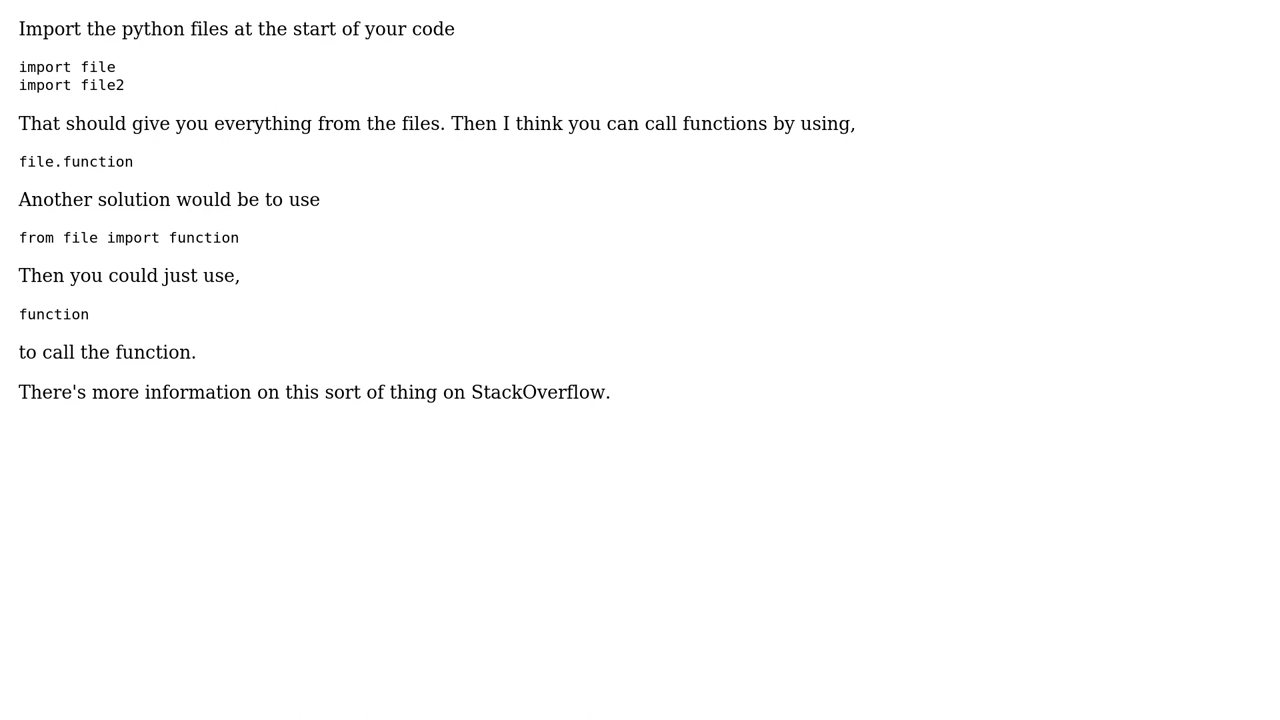 Import the python files at the start of your code
import file
import file2
That should give you everything from the files. Then I think you can call functions by using,
file.function
Another solution would be to use
from file import function
Then you could just use,
function
to call the function.
There's more information on this sort of thing on StackOverflow.